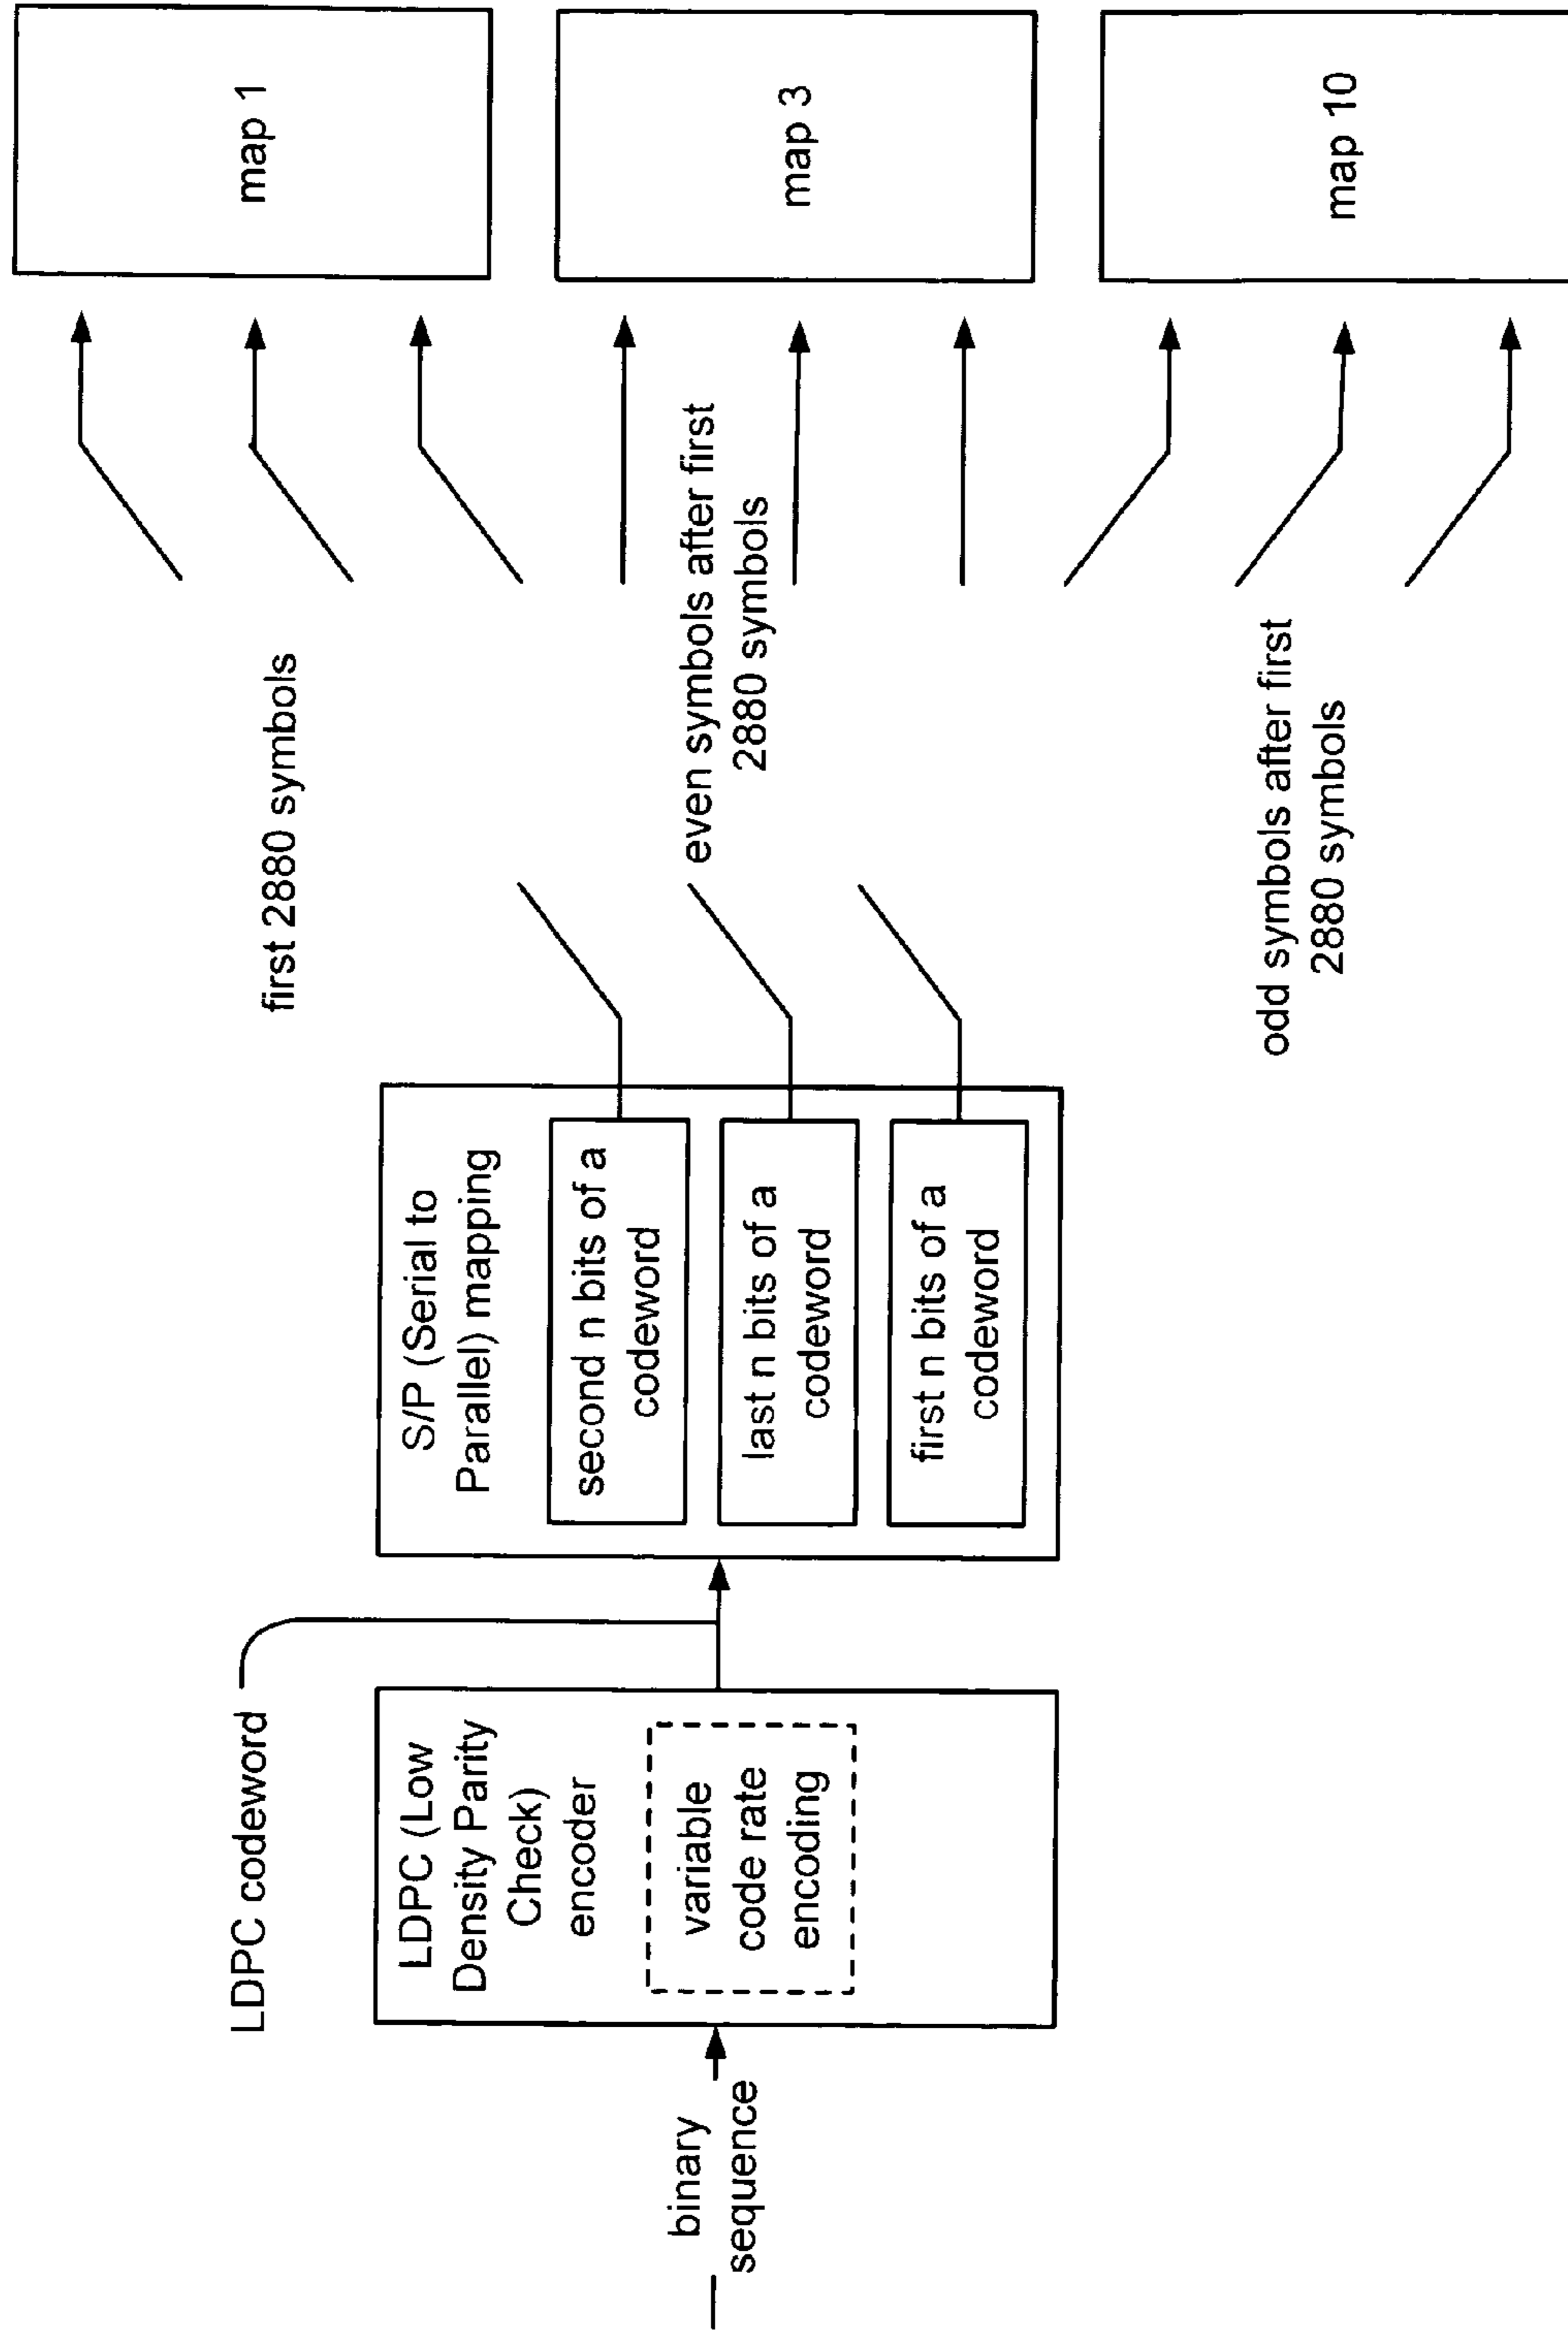 binary
sequence
LDPC codeword
LDPC (Low
Density Parity
Check)
encoder
variable
code rate
encoding
S/P (Serial to
Parallel) mapping
second n bits of a
codeword
last n bits of a
codeword
first n bits of a
codeword
first 2880 symbols
even symbols after first
2880 symbols
odd symbols after first
2880 symbols
map 1
map 3
map 10